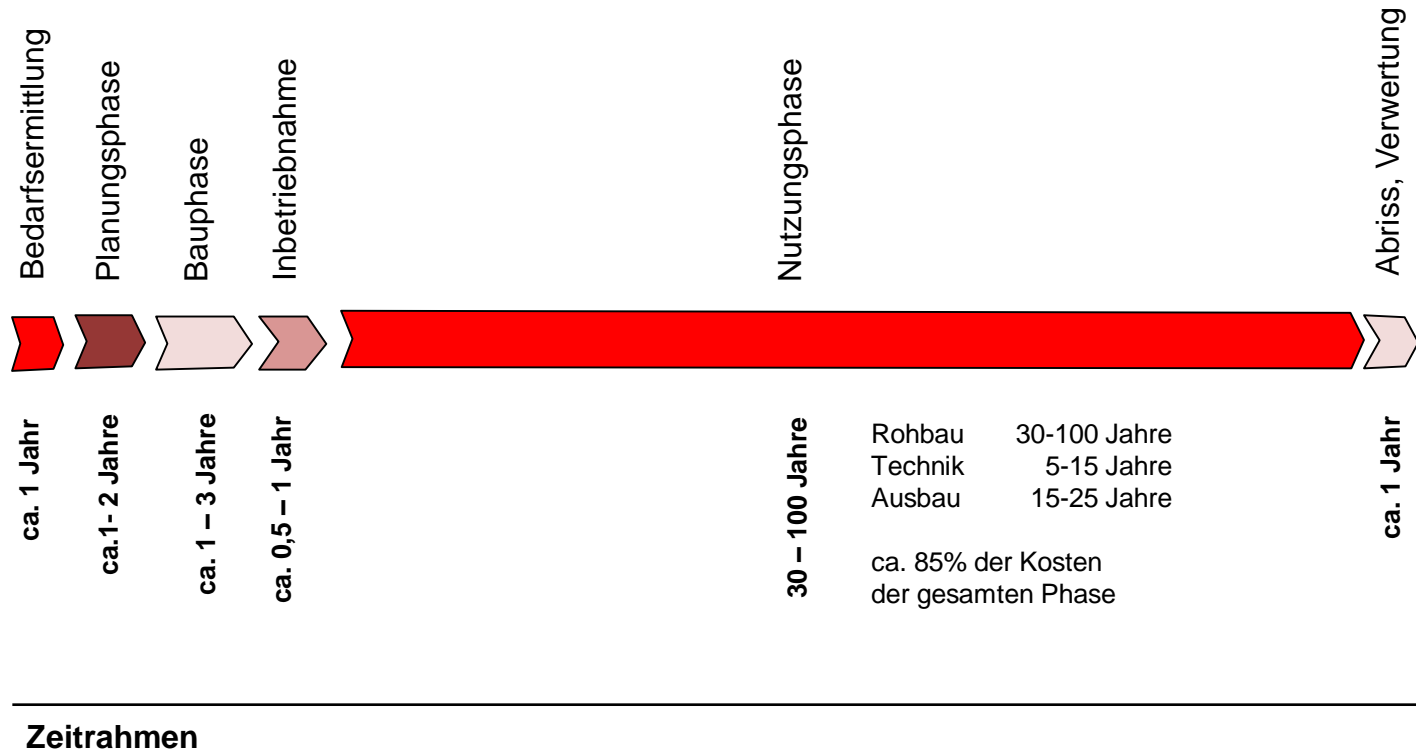 Bedarfsermittlung
Planungsphase
Bauphase
Inbetriebnahme
Nutzungsphase
Abriss, Verwertung
ca. 1 Jahr
ca.1- 2 Jahre
ca. 1 – 3 Jahre
ca. 0,5 – 1 Jahr
30 – 100 Jahre
Rohbau 30-100 Jahre
Technik 5-15 Jahre
Ausbau 15-25 Jahre
ca. 85% der Kosten
der gesamten Phase
ca. 1 Jahr
Zeitrahmen